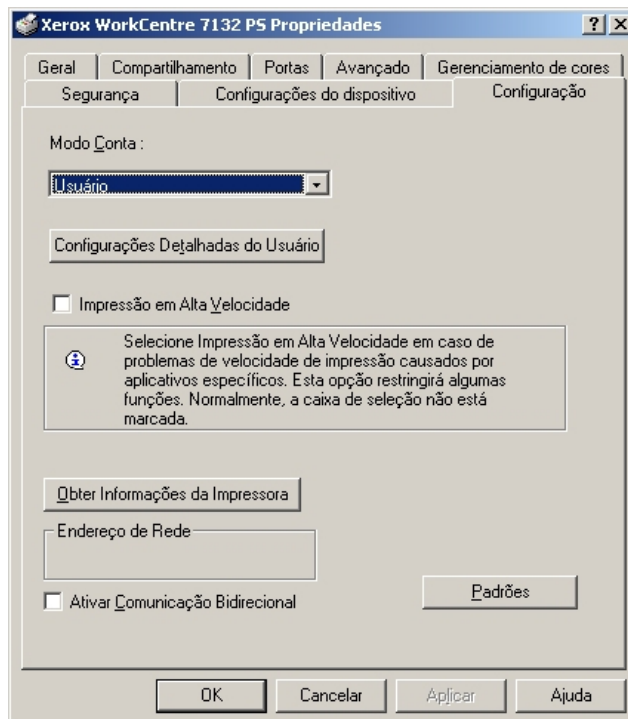 Xerox WorkCentre 7132 PS Propriedades
Geral Compartilhamento Portas Avançado Gerenciamento de cores
Segurança Configurações do dispositivo Configuração
Modo Conta :
Usuário
Configurações Detalhadas do Usuário
Impressão em Alta Velocidade
Selecione Impressão em Alta Velocidade em caso de
problemas de velocidade de impressão causados por
aplicativos específicos. Esta opção restringirá algumas
funções. Normalmente, a caixa de seleção não está
marcada.
Obter Informações da Impressora
Endereço de Rede
Ativar Comunicação Bidirecional
Padrões
OK Cancelar Aplicar Ajuda